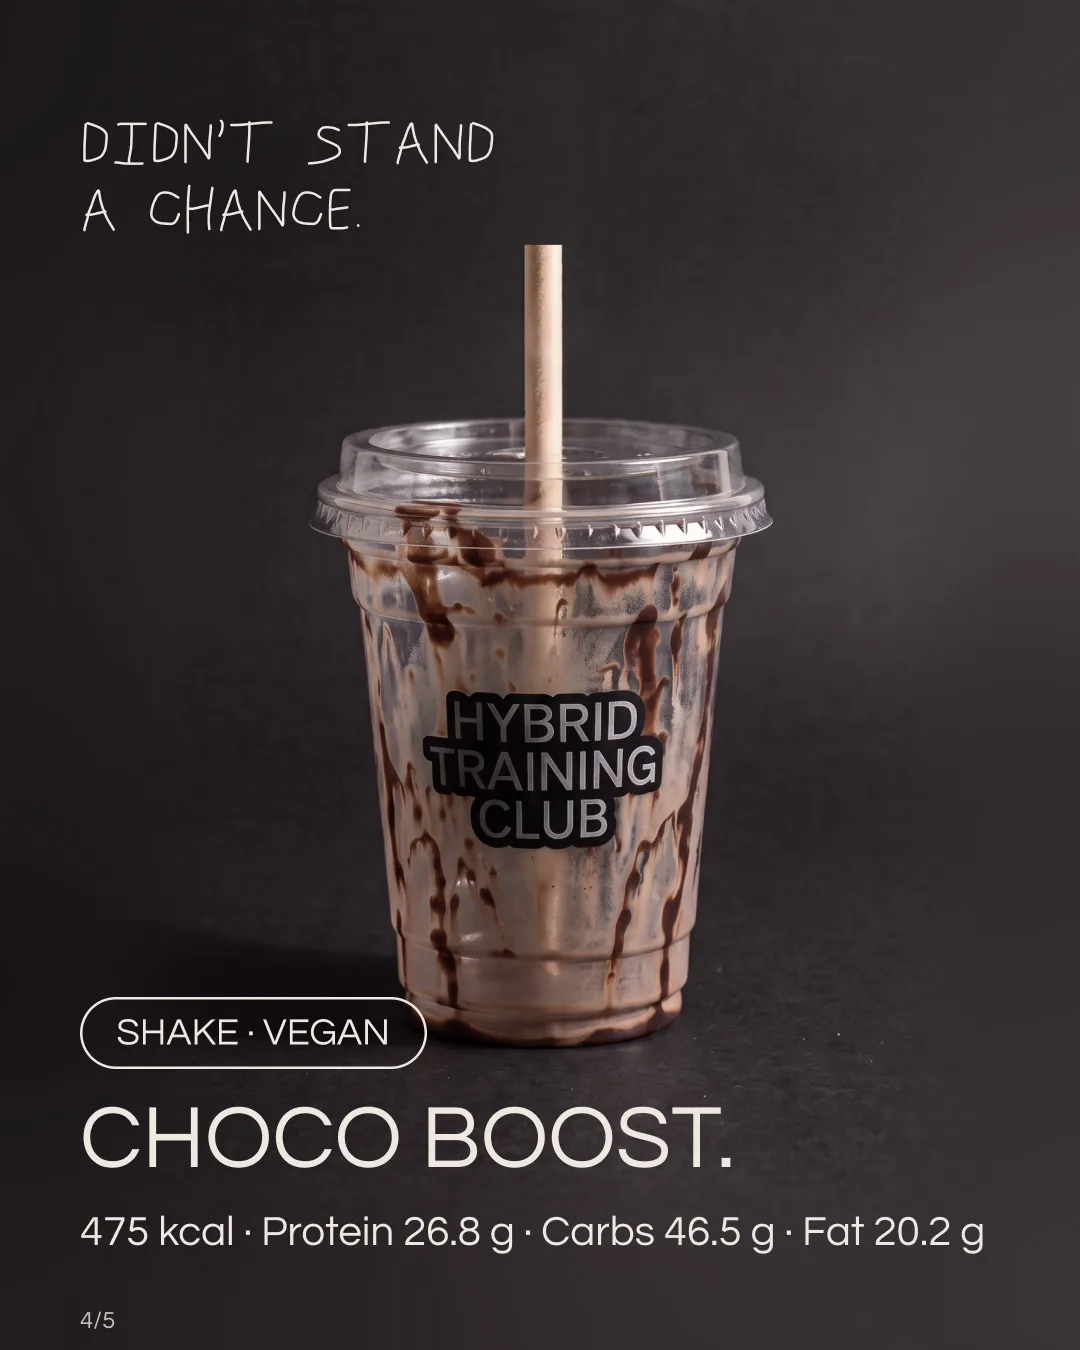 DIDN'T STAND
A CHANCE.
HYBRID
TRAINING
CLUB
SHAKE · VEGAN
CHOCO BOOST.
475 kcal · Protein 26.8 g · Carbs 46.5 g · Fat 20.2 g
4/5